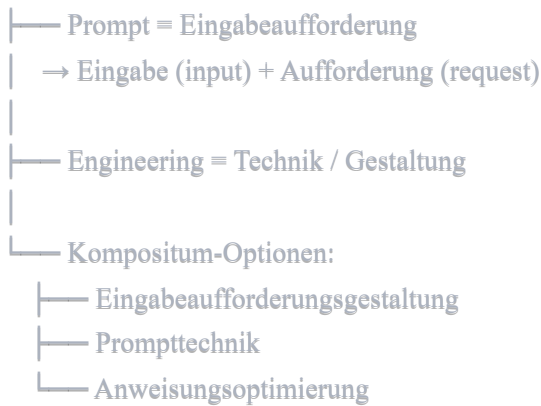 ├── Prompt = Eingabeaufforderung
│ → Eingabe (input) + Aufforderung (request)
│
├── Engineering = Technik / Gestaltung
│
└── Kompositum-Optionen:
├── Eingabeaufforderungsgestaltung
├── Prompttechnik
└── Anweisungsoptimierung